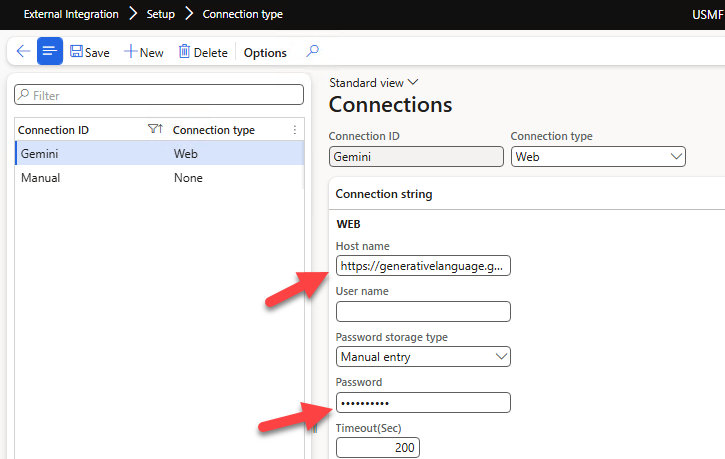 External Integration > Setup > Connection type USMF
Save New Delete Options
Standard view
Connections
Filter
Connection ID Connection type
Gemini Web
Manual None
Connection ID Connection type
Gemini Web
Connection string
WEB
Host name
https://generativelanguage.g...
User name
Password storage type
Manual entry
Password
••••••••••
Timeout(Sec)
200